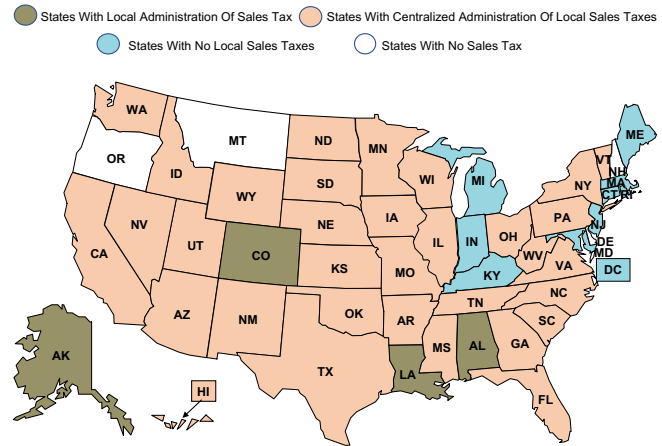 States With Local Administration Of Sales Tax
States With Centralized Administration Of Local Sales Taxes
States With No Local Sales Taxes
States With No Sales Tax
WA
MT
ND
MN
ME
OR
ID
SD
WI
MI
VT
NH
NY
MA
CT
RI
WY
IA
PA
NJ
NV
UT
NE
IL
IN
OH
DE
MD
CA
CO
KS
MO
KY
WV
VA
DC
AZ
NM
OK
AR
TN
NC
SC
MS
AL
GA
AK
HI
TX
LA
FL